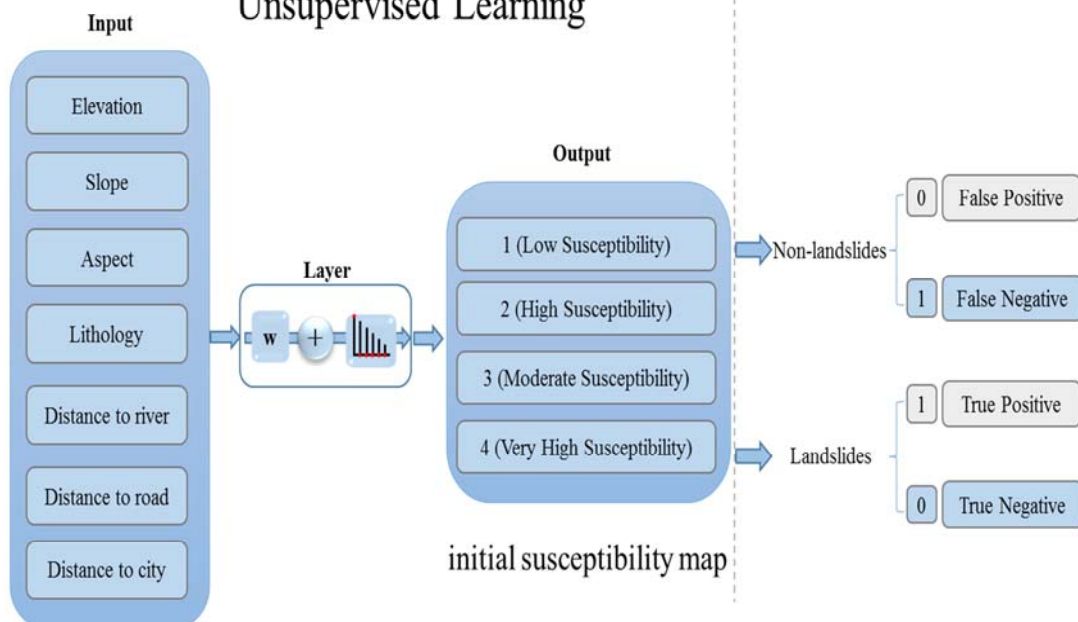 Unsupervised Learning
Input
Elevation
Slope
Aspect
Lithology
Distance to river
Distance to road
Distance to city
Layer
w
+
Output
1 (Low Susceptibility)
2 (High Susceptibility)
3 (Moderate Susceptibility)
4 (Very High Susceptibility)
initial susceptibility map
Non-landslides
0 False Positive
1 False Negative
Landslides
1 True Positive
0 True Negative